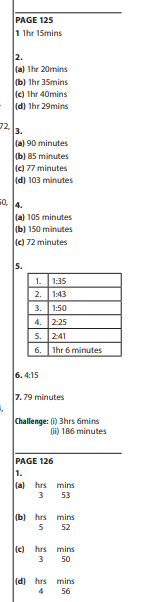 PAGE 125
1 1hr 15mins
2.
(a) 1hr 20mins
(b) 1hr 35mins
(c) 1hr 40mins
(d) 1hr 29mins
72,
3.
(a) 90 minutes
(b) 85 minutes
(c) 77 minutes
(d) 103 minutes
50,
4.
(a) 105 minutes
(b) 150 minutes
(c) 72 minutes
5.
1. 1:35
2. 1:43
3. 1:50
4. 2:25
5. 2:41
6. 1hr 6 minutes
6. 4:15
7. 79 minutes
Challenge: (i) 3hrs 6mins
(ii) 186 minutes
PAGE 126
1.
(a) hrs mins
3 53
(b) hrs mins
5 52
(c) hrs mins
3 50
(d) hrs mins
4 56